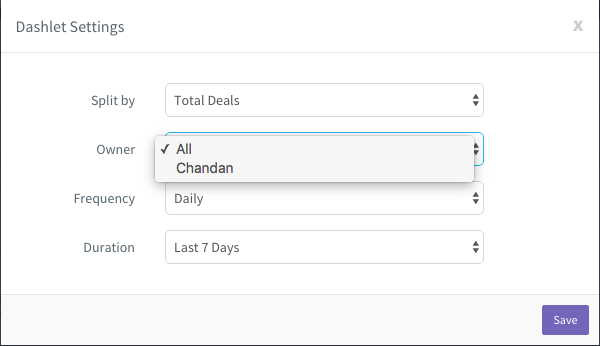 Dashlet Settings x
Split by Total Deals
Owner ✓ All
Chandan
Frequency Daily
Duration Last 7 Days
Save